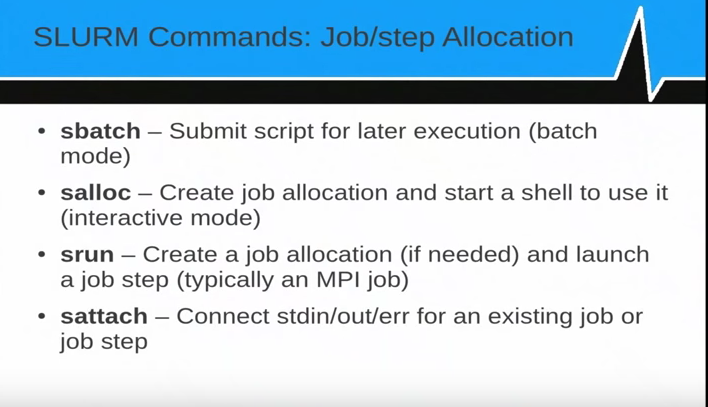 SLURM Commands: Job/step Allocation
• sbatch – Submit script for later execution (batch
mode)
• salloc – Create job allocation and start a shell to use it
(interactive mode)
• srun – Create a job allocation (if needed) and launch
a job step (typically an MPI job)
• sattach – Connect stdin/out/err for an existing job or
job step